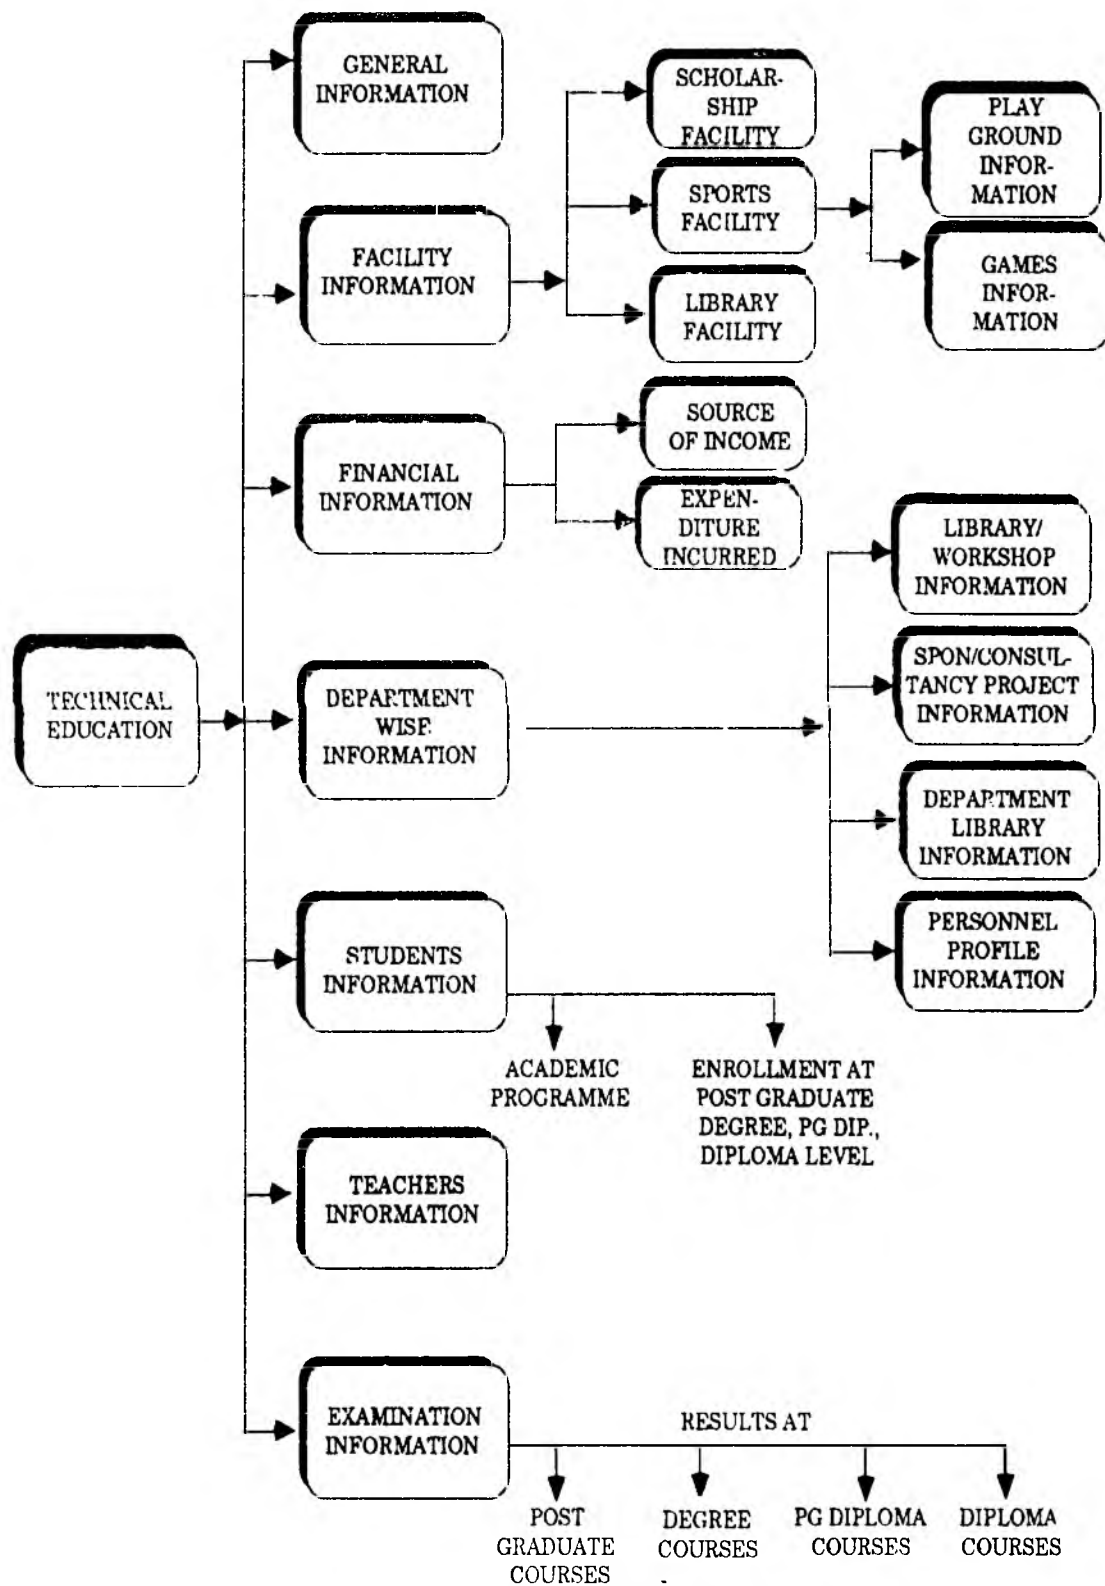 GENERAL
INFORMATION
SCHOLAR-
SHIP
FACILITY
PLAY
GROUND
INFOR-
MATION
SPORTS
FACILITY
FACILITY
INFORMATION
GAMES
INFOR-
MATION
LIBRARY
FACILITY
SOURCE
OF INCOME
FINANCIAL
INFORMATION
EXPEN-
DITURE
INCURRED
LIBRARY/
WORKSHOP
INFORMATION
TECHNICAL
EDUCATION
DEPARTMENT
WISE
INFORMATION
SPON/CONSUL-
TANCY PROJECT
INFORMATION
DEPARTMENT
LIBRARY
INFORMATION
PERSONNEL
PROFILE
INFORMATION
STUDENTS
INFORMATION
ACADEMIC
PROGRAMME
ENROLLMENT AT
POST GRADUATE
DEGREE, PG DIP.,
DIPLOMA LEVEL
TEACHERS
INFORMATION
EXAMINATION
INFORMATION
RESULTS AT
POST
GRADUATE
COURSES
DEGREE
COURSES
PG DIPLOMA
COURSES
DIPLOMA
COURSES